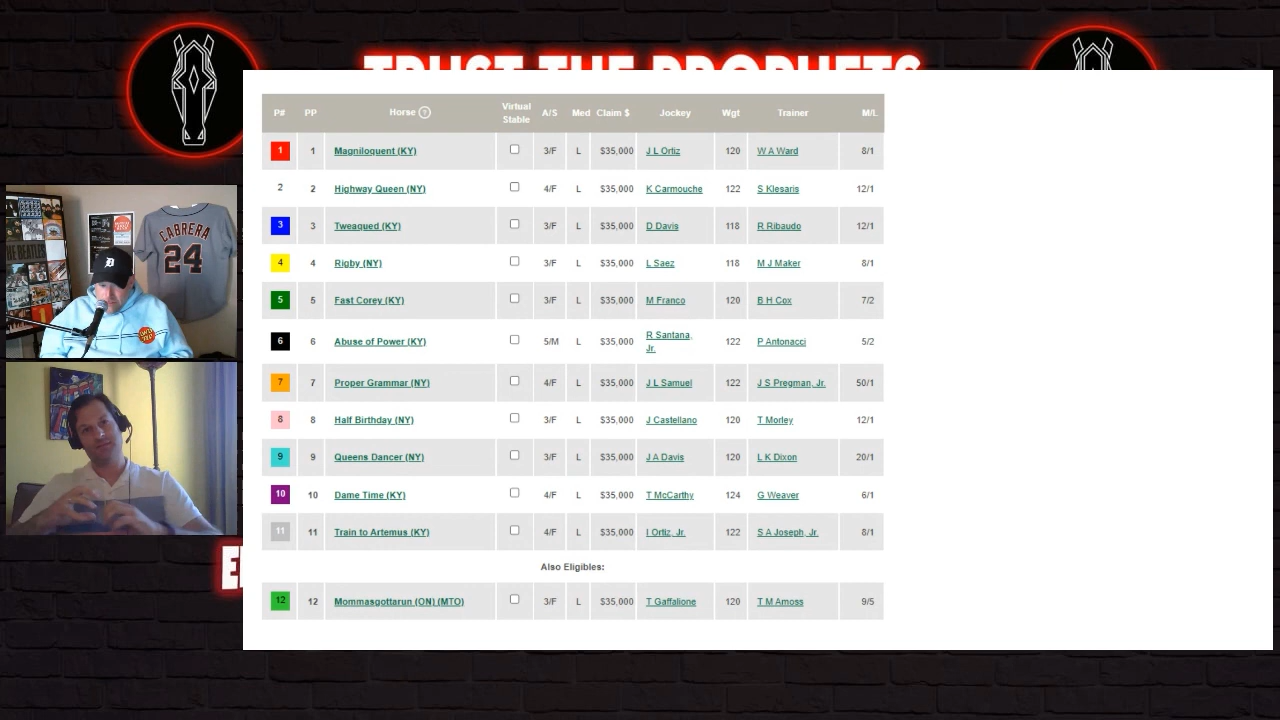 TRUST THE PROPHETS
P# PP Horse ? Virtual Stable A/S Med Claim $ Jockey Wgt Trainer M/L
1 1 Magniloquent (KY) 3/F L $35,000 J L Ortiz 120 W A Ward 8/1
2 2 Highway Queen (NY) 4/F L $35,000 K Carmouche 122 S Klesaris 12/1
3 3 Tweaqued (KY) 3/F L $35,000 D Davis 118 R Ribaudo 12/1
4 4 Rigby (NY) 3/F L $35,000 L Saez 118 M J Maker 8/1
5 5 Fast Corey (KY) 3/F L $35,000 M Franco 120 B H Cox 7/2
6 6 Abuse of Power (KY) 5/M L $35,000 R Santana, Jr. 122 P Antonacci 5/2
7 7 Proper Grammar (NY) 4/F L $35,000 J L Samuel 122 J S Pregman, Jr. 50/1
8 8 Half Birthday (NY) 3/F L $35,000 J Castellano 120 T Morley 12/1
9 9 Queens Dancer (NY) 3/F L $35,000 J A Davis 120 L K Dixon 20/1
10 10 Dame Time (KY) 4/F L $35,000 T McCarthy 124 G Weaver 6/1
11 11 Train to Artemus (KY) 4/F L $35,000 I Ortiz, Jr. 122 S A Joseph, Jr. 8/1
Also Eligibles:
12 12 Mommasgottarun (ON) (MTO) 3/F L $35,000 T Gaffalione 120 T M Amoss 9/5
CABRERA
24
THE BEATLES
D
E